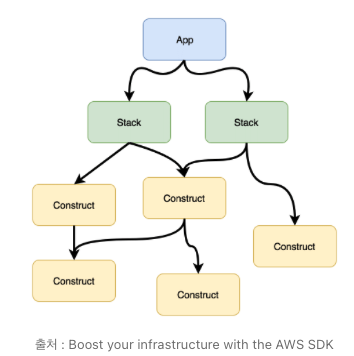 App
Stack
Stack
Construct
Construct
Construct
Construct
Construct
출처 : Boost your infrastructure with the AWS SDK